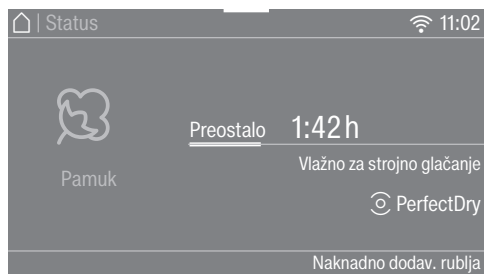 Status 11:02
Preostalo 1:42 h
Vlažno za strojno glačanje
Pamuk
PerfectDry
Naknadno dodav. rublja